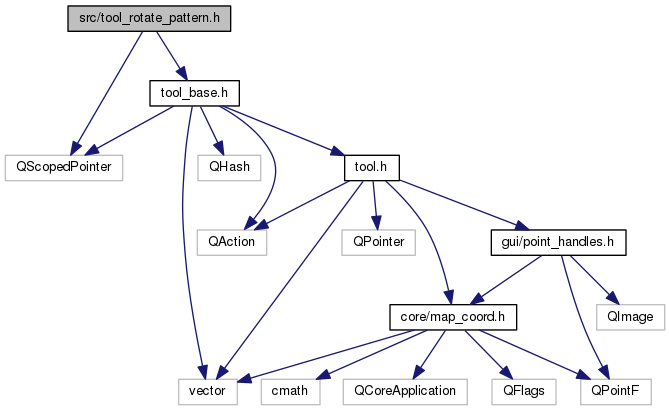 src/tool_rotate_pattern.h
tool_base.h
QScopedPointer
QHash
tool.h
QAction
QPointer
gui/point_handles.h
core/map_coord.h
QImage
vector
cmath
QCoreApplication
QFlags
QPointF